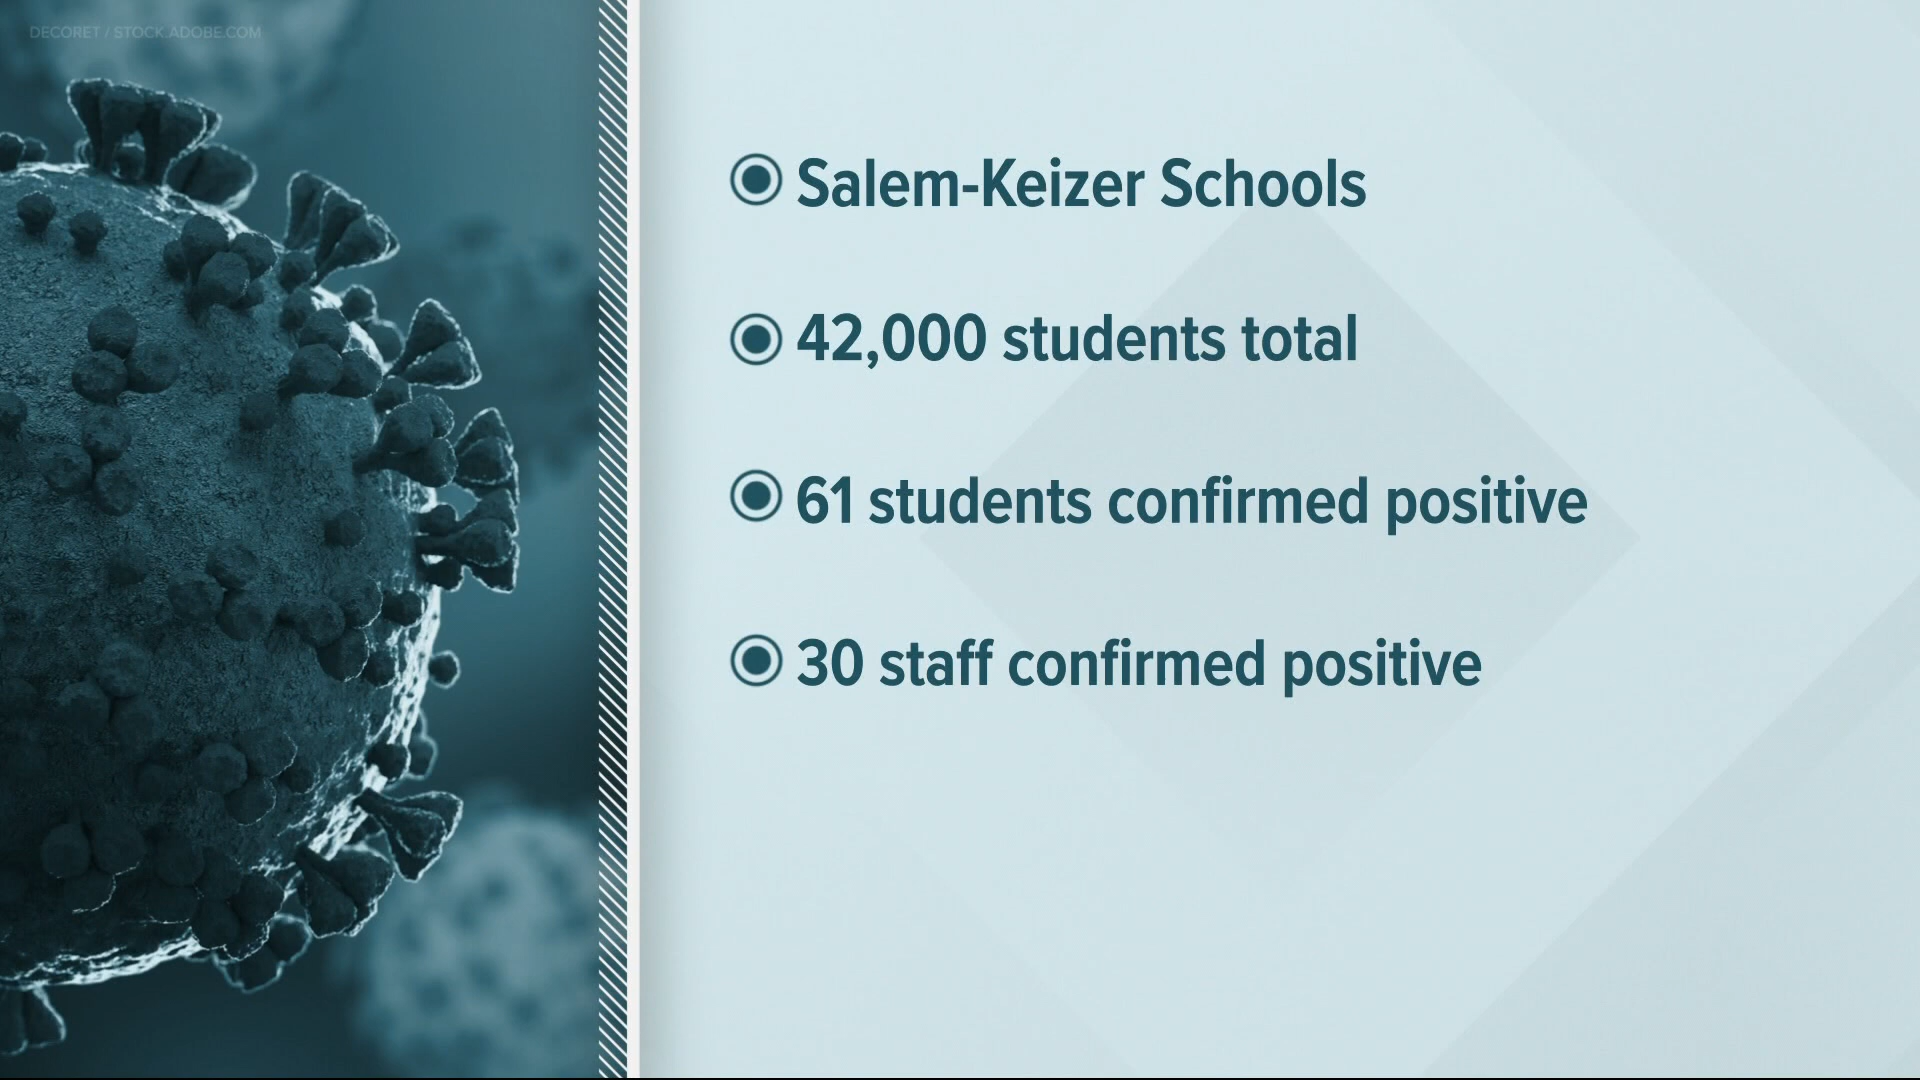 DECORET / STOCK.ADOBE.COM
Salem-Keizer Schools
42,000 students total
61 students confirmed positive
30 staff confirmed positive